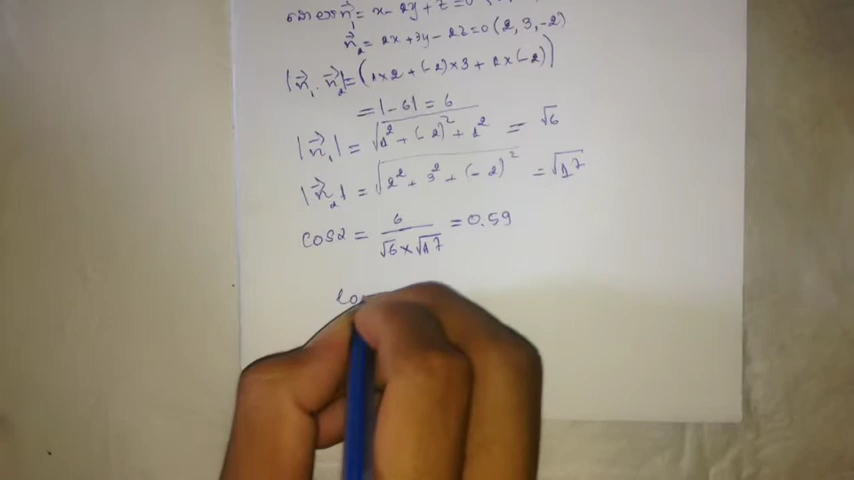 n⃗₁ = x - 2y + z = 0
n⃗₂ = 2x + 3y - 2z = 0 (2, 3, -2)
|n⃗₁ · n⃗₂| = (1×2 + (-2)×3 + 1×(-2))|
= |-6| = 6
|n⃗₁| = √(1² + (-2)² + 1²) = √6
|n⃗₂| = √(2² + 3² + (-2)²) = √17
cosα = 6/(√6×√17) = 0.59